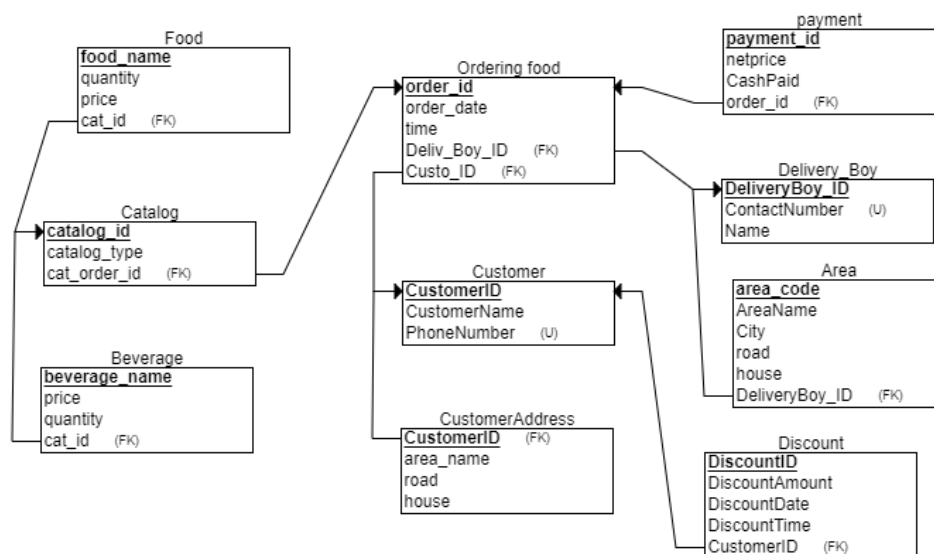 Food
food_name
quantity
price
cat_id (FK)
Catalog
catalog_id
catalog_type
cat_order_id (FK)
Beverage
beverage_name
price
quantity
cat_id (FK)
Ordering food
order_id
order_date
time
Deliv_Boy_ID (FK)
Custo_ID (FK)
Customer
CustomerID
CustomerName
PhoneNumber (U)
CustomerAddress
CustomerID (FK)
area_name
road
house
payment
payment_id
netprice
CashPaid
order_id (FK)
Delivery_Boy
DeliveryBoy_ID
ContactNumber (U)
Name
Area
area_code
AreaName
City
road
house
DeliveryBoy_ID (FK)
Discount
DiscountID
DiscountAmount
DiscountDate
DiscountTime
CustomerID (FK)